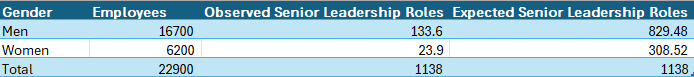 Gender Employees Observed Senior Leadership Roles Expected Senior Leadership Roles
Men 16700 133.6 829.48
Women 6200 23.9 308.52
Total 22900 1138 1138